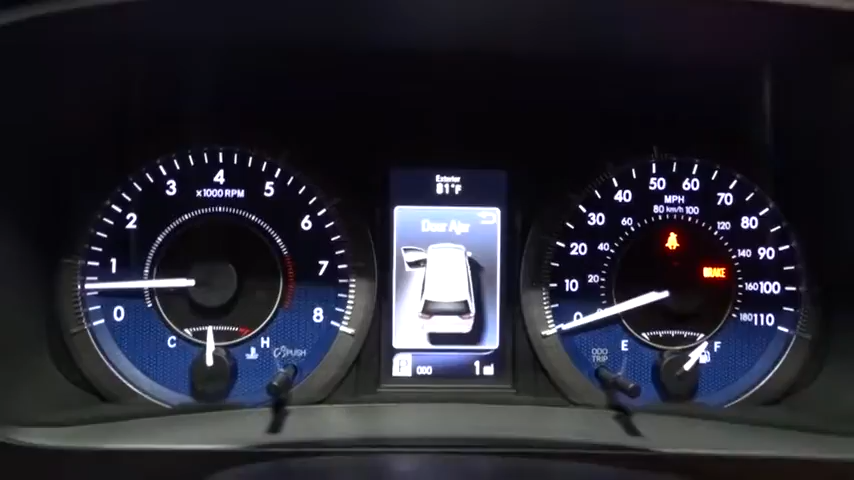 0
1
2
3
4
5
6
7
8
x1000 RPM
C
H
PUSH
Exterior
81°F
Door Ajar
ODO
1 mi
0
10
20
30
40
50
60
70
80
90
100
110
MPH
km/h
20
40
60
80
100
120
140
160
180
BRAKE
ODO
TRIP
E
F